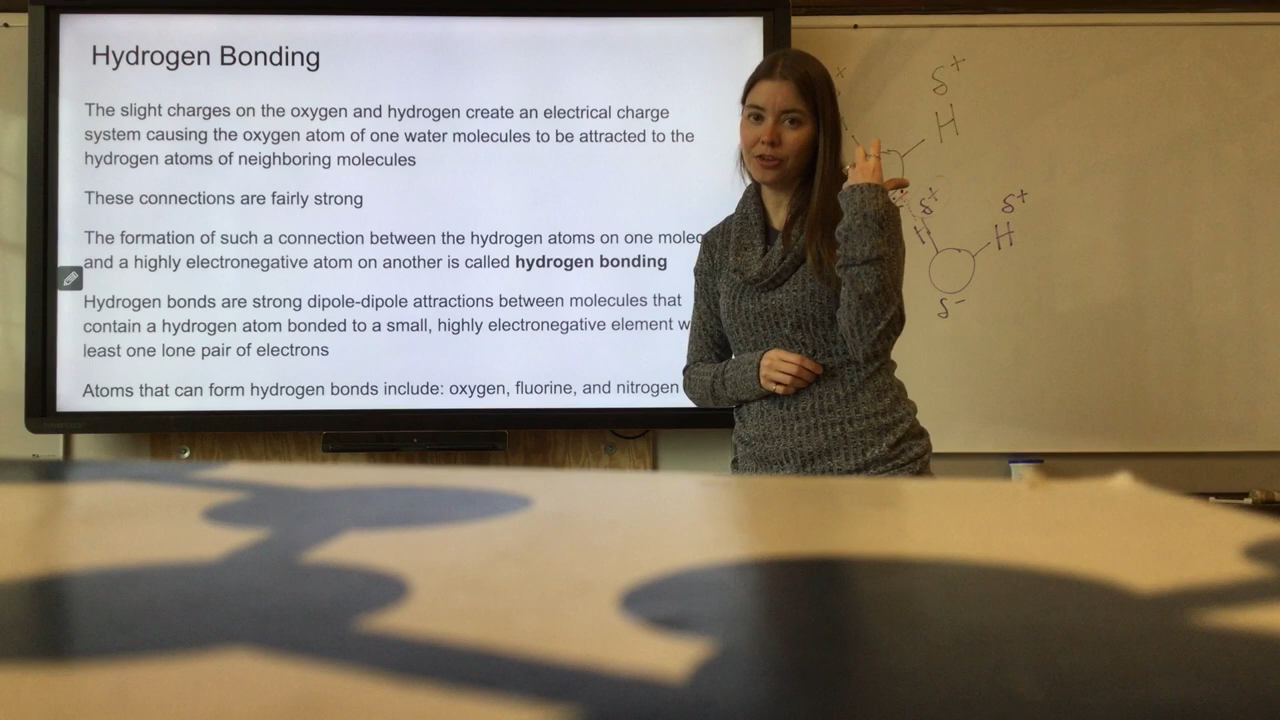 Hydrogen Bonding
The slight charges on the oxygen and hydrogen create an electrical charge
system causing the oxygen atom of one water molecules to be attracted to the
hydrogen atoms of neighboring molecules
These connections are fairly strong
The formation of such a connection between the hydrogen atoms on one molec
and a highly electronegative atom on another is called hydrogen bonding
Hydrogen bonds are strong dipole-dipole attractions between molecules that
contain a hydrogen atom bonded to a small, highly electronegative element w
least one lone pair of electrons
Atoms that can form hydrogen bonds include: oxygen, fluorine, and nitrogen
δ+
H
δ+ δ+
H H
δ-